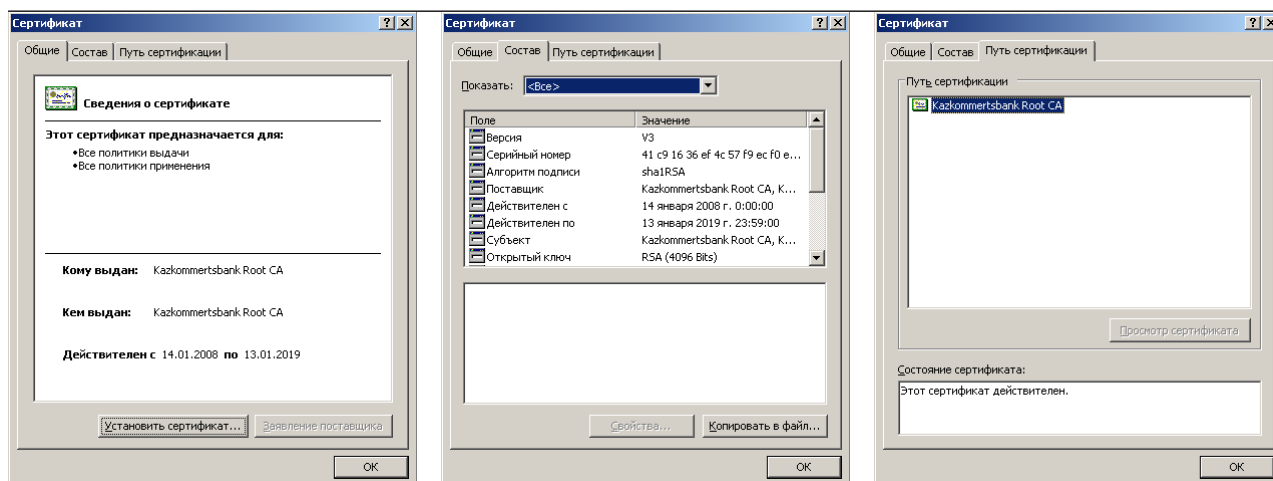 Сертификат
Общие Состав Путь сертификации
Сведения о сертификате
Этот сертификат предназначается для:
•Все политики выдачи
•Все политики применения
Кому выдан: Kazkommertsbank Root CA
Кем выдан: Kazkommertsbank Root CA
Действителен с 14.01.2008 по 13.01.2019
Установить сертификат... Заявление поставщика
OK
Сертификат
Общие Состав Путь сертификации
Показать: <Все>
Поле Значение
Версия V3
Серийный номер 41 c9 16 36 ef 4c 57 f9 ec f0 e...
Алгоритм подписи sha1RSA
Поставщик Kazkommertsbank Root CA, K...
Действителен с 14 января 2008 г. 0:00:00
Действителен по 13 января 2019 г. 23:59:00
Субъект Kazkommertsbank Root CA, K...
Открытый ключ RSA (4096 Bits)
Свойства... Копировать в файл...
OK
Сертификат
Общие Состав Путь сертификации
Путь сертификации
Kazkommertsbank Root CA
Просмотр сертификата
Состояние сертификата:
Этот сертификат действителен.
OK